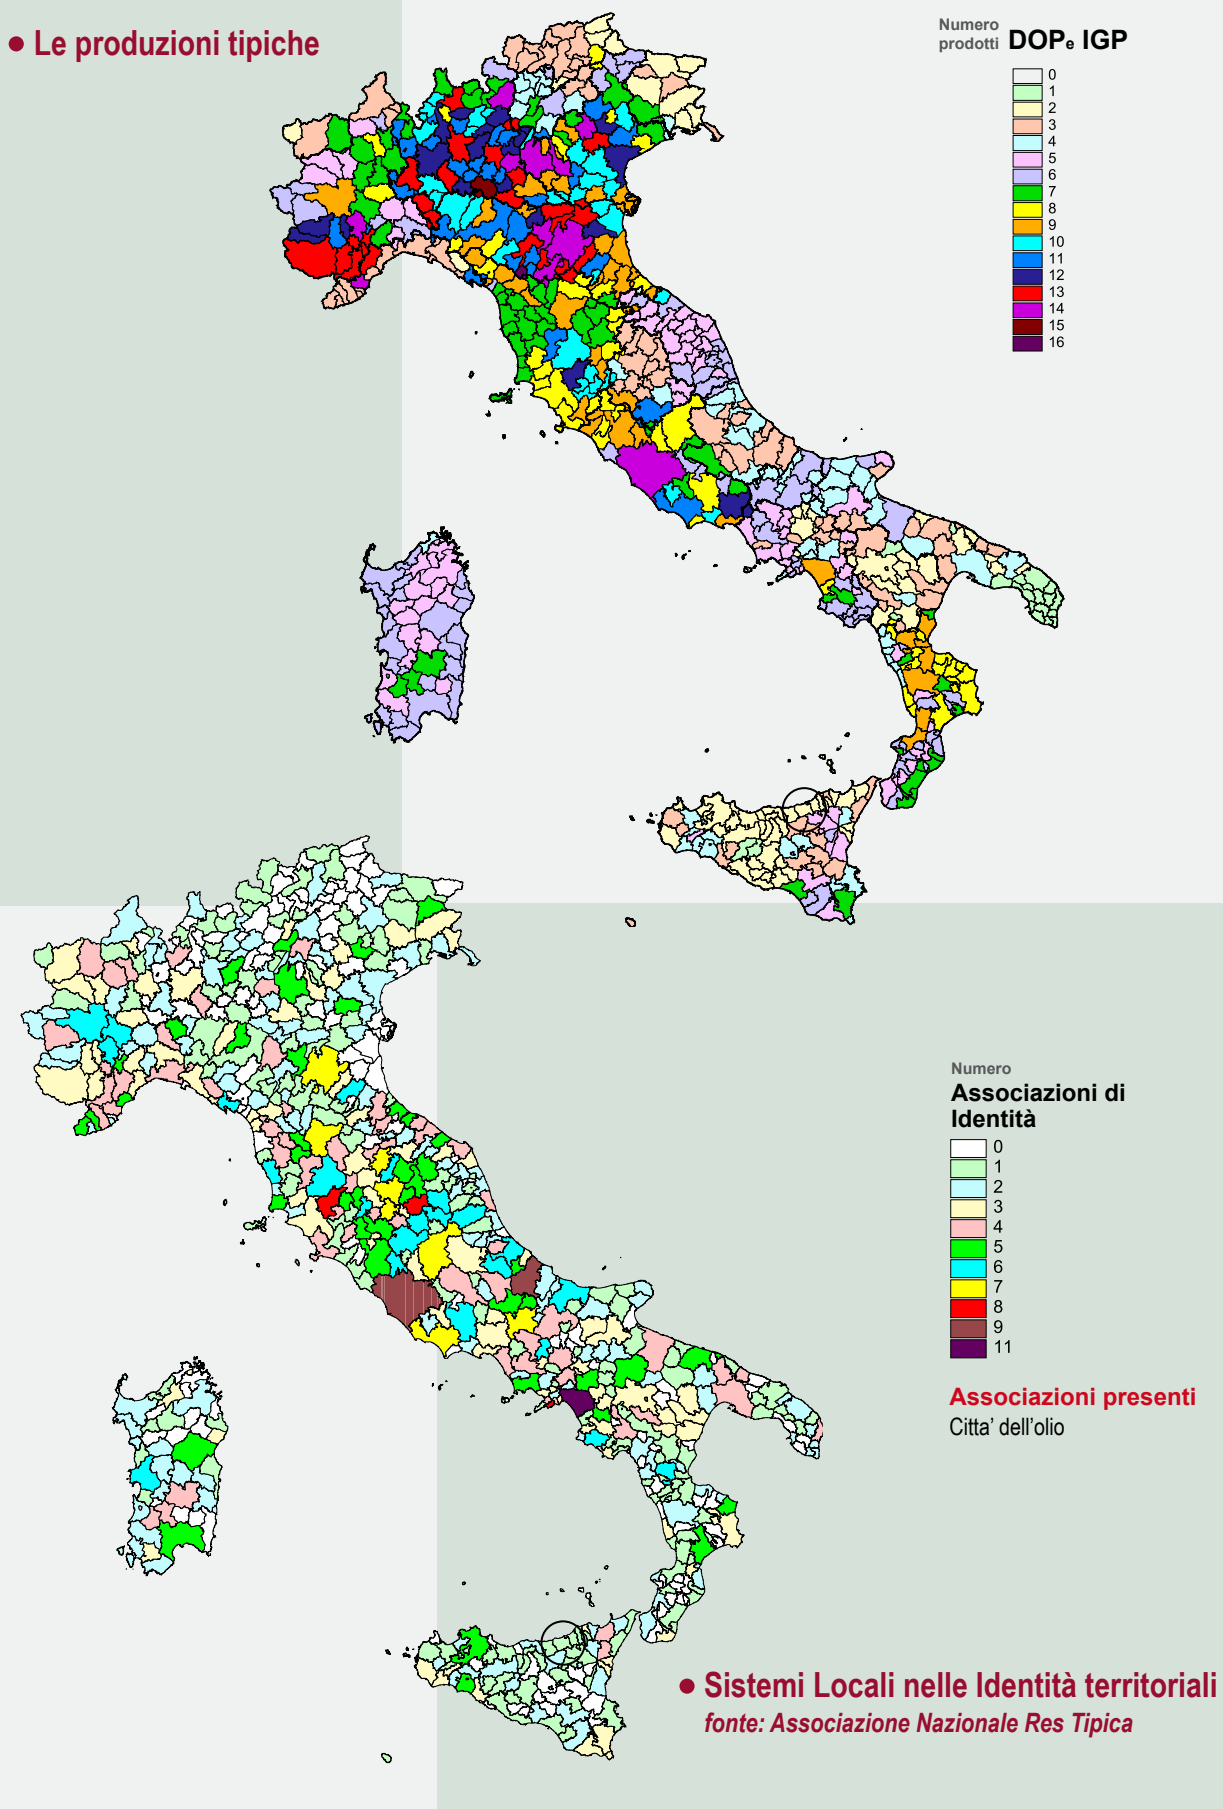 • Le produzioni tipiche
Numero
prodotti DOPe IGP
0
1
2
3
4
5
6
7
8
9
10
11
12
13
14
15
16
Numero
Associazioni di
Identità
0
1
2
3
4
5
6
7
8
9
11
Associazioni presenti
Citta' dell'olio
• Sistemi Locali nelle Identità territoriali
fonte: Associazione Nazionale Res Tipica